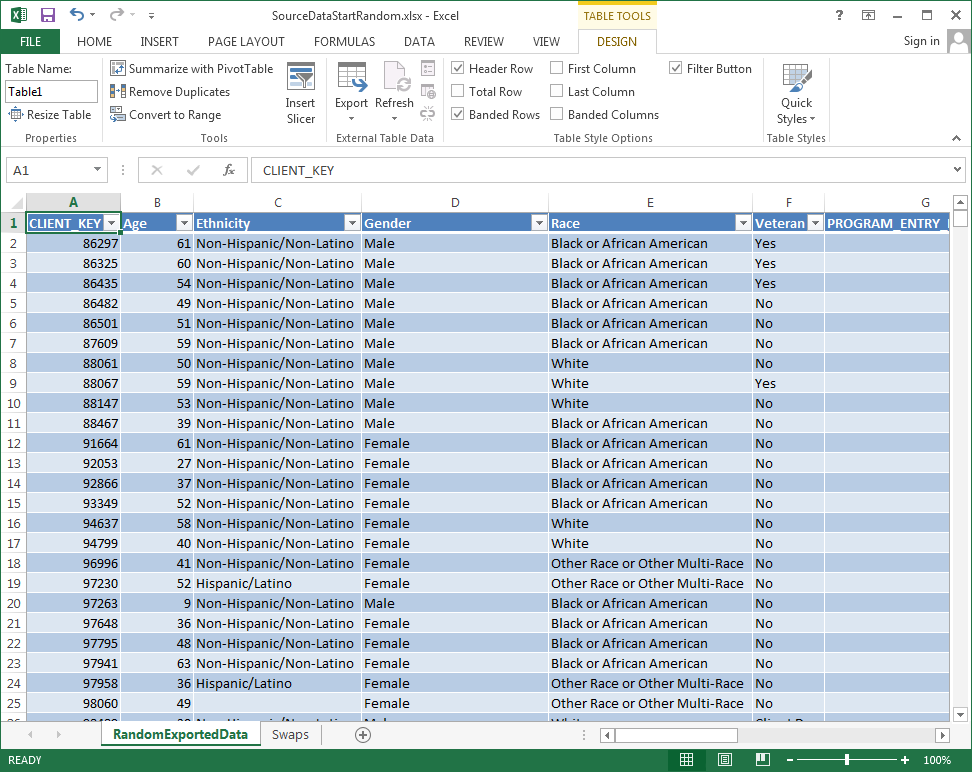 SourceDataStartRandom.xlsx - Excel
TABLE TOOLS
?
FILE HOME INSERT PAGE LAYOUT FORMULAS DATA REVIEW VIEW DESIGN Sign in
Table Name:
Table1
Resize Table
Properties
Summarize with PivotTable
Remove Duplicates
Convert to Range
Insert
Slicer
Tools
Export Refresh
External Table Data
Header Row First Column Filter Button
Total Row Last Column
Banded Rows Banded Columns
Table Style Options
Quick
Styles
Table Styles
A1 fx CLIENT_KEY
A B C D E F G
1 CLIENT_KEY Age Ethnicity Gender Race Veteran PROGRAM_ENTRY_
2 86297 61 Non-Hispanic/Non-Latino Male Black or African American Yes
3 86325 60 Non-Hispanic/Non-Latino Male Black or African American Yes
4 86435 54 Non-Hispanic/Non-Latino Male Black or African American Yes
5 86482 49 Non-Hispanic/Non-Latino Male Black or African American No
6 86501 51 Non-Hispanic/Non-Latino Male Black or African American No
7 87609 59 Non-Hispanic/Non-Latino Male Black or African American No
8 88061 50 Non-Hispanic/Non-Latino Male White No
9 88067 59 Non-Hispanic/Non-Latino Male White Yes
10 88147 53 Non-Hispanic/Non-Latino Male White No
11 88467 39 Non-Hispanic/Non-Latino Male Black or African American No
12 91664 61 Non-Hispanic/Non-Latino Female Black or African American No
13 92053 27 Non-Hispanic/Non-Latino Female Black or African American No
14 92866 37 Non-Hispanic/Non-Latino Female Black or African American No
15 93349 52 Non-Hispanic/Non-Latino Female Black or African American No
16 94637 58 Non-Hispanic/Non-Latino Female White No
17 94799 40 Non-Hispanic/Non-Latino Female White No
18 96996 41 Non-Hispanic/Non-Latino Female Other Race or Other Multi-Race No
19 97230 52 Hispanic/Latino Female Other Race or Other Multi-Race No
20 97263 9 Non-Hispanic/Non-Latino Male Black or African American No
21 97648 36 Non-Hispanic/Non-Latino Female Black or African American No
22 97795 48 Non-Hispanic/Non-Latino Female Black or African American No
23 97941 63 Non-Hispanic/Non-Latino Female Black or African American No
24 97958 36 Hispanic/Latino Female Other Race or Other Multi-Race No
25 98060 49 Female Other Race or Other Multi-Race No
RandomExportedData Swaps
READY 100%